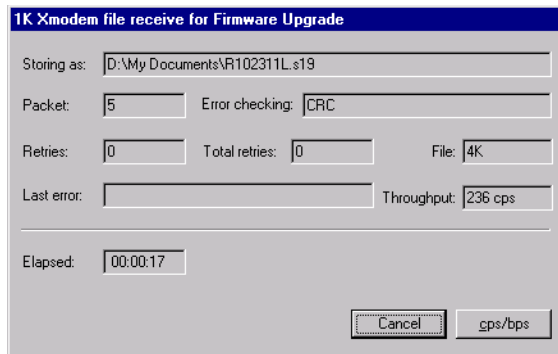 1K Xmodem file receive for Firmware Upgrade
Storing as: D:\My Documents\R102311L.s19
Packet: 5 Error checking: CRC
Retries: 0 Total retries: 0 File: 4K
Last error: Throughput: 236 cps
Elapsed: 00:00:17
Cancel cps/bps